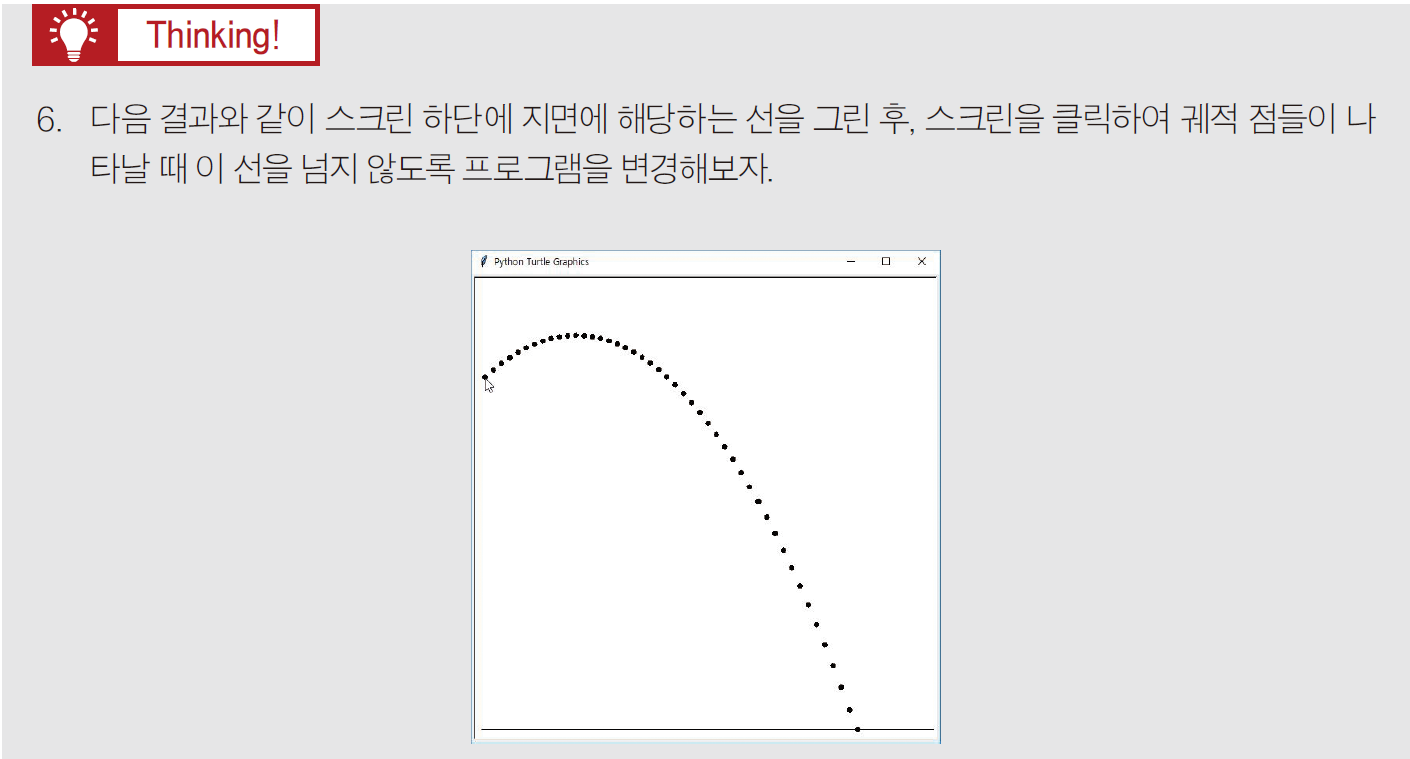 Thinking!
6. 다음 결과와 같이 스크린 하단에 지면에 해당하는 선을 그린 후, 스크린을 클릭하여 궤적 점들이 나
타날 때 이 선을 넘지 않도록 프로그램을 변경해보자.
Python Turtle Graphics